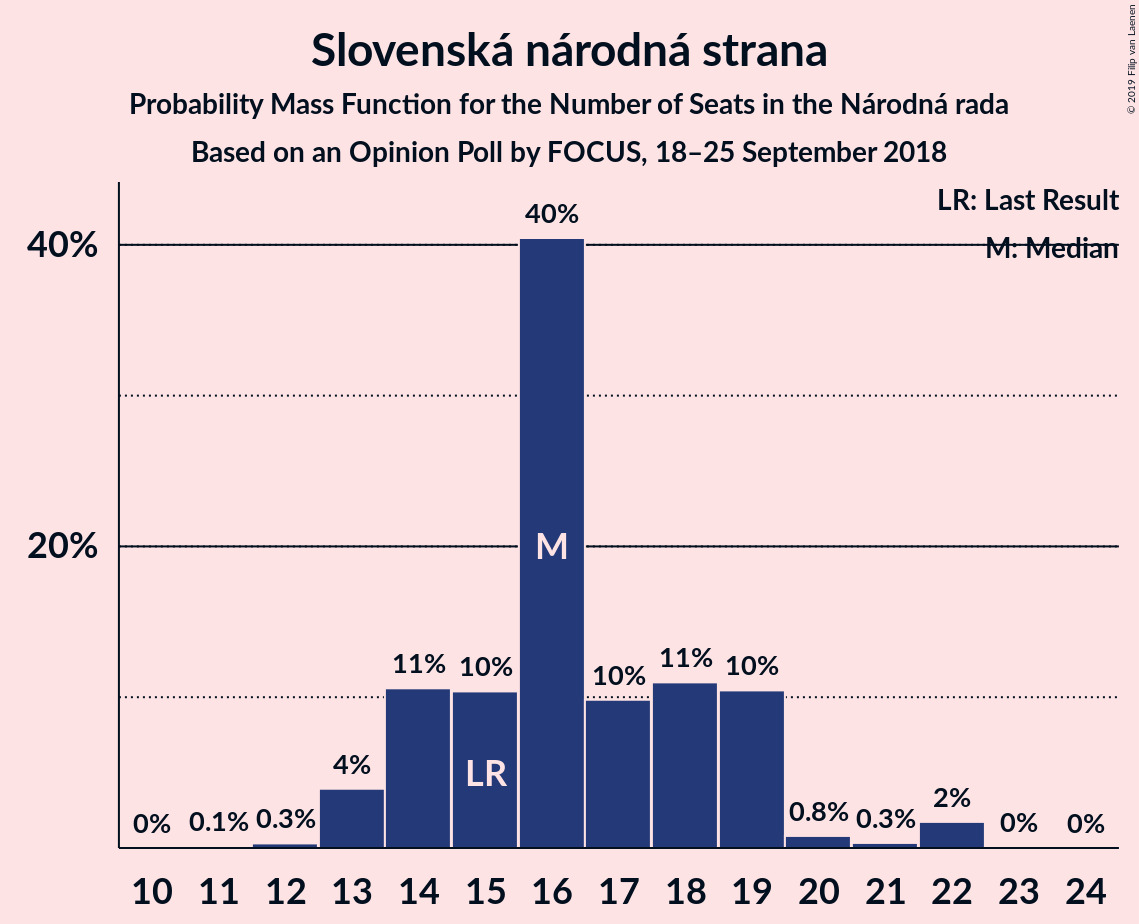 Slovenská národná strana
Probability Mass Function for the Number of Seats in the Národná rada
Based on an Opinion Poll by FOCUS, 18–25 September 2018
© 2019 Filip van Laenen
LR: Last Result
M: Median
40%
20%
0%
0.1%
0.3%
4%
11%
10%
40%
10%
11%
10%
0.8%
0.3%
2%
0%
0%
M
LR
10 11 12 13 14 15 16 17 18 19 20 21 22 23 24